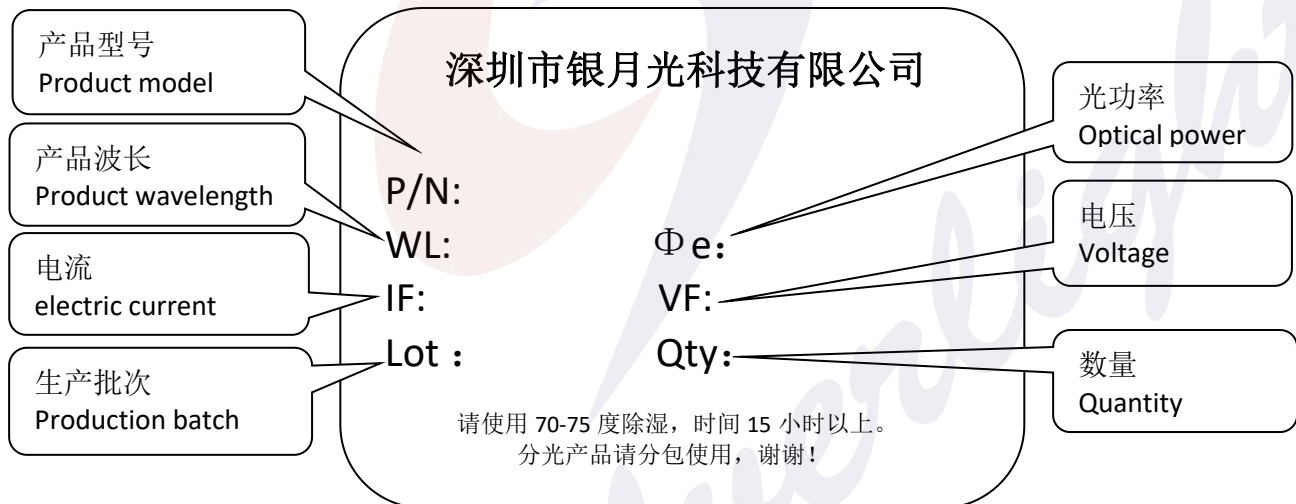 产品型号
Product model
产品波长
Product wavelength
电流
electric current
生产批次
Production batch
深圳市银月光科技有限公司
P/N:
WL: Φe：
IF: VF:
Lot： Qty：
请使用 70-75 度除湿，时间 15 小时以上。
分光产品请分包使用，谢谢！
光功率
Optical power
电压
Voltage
数量
Quantity